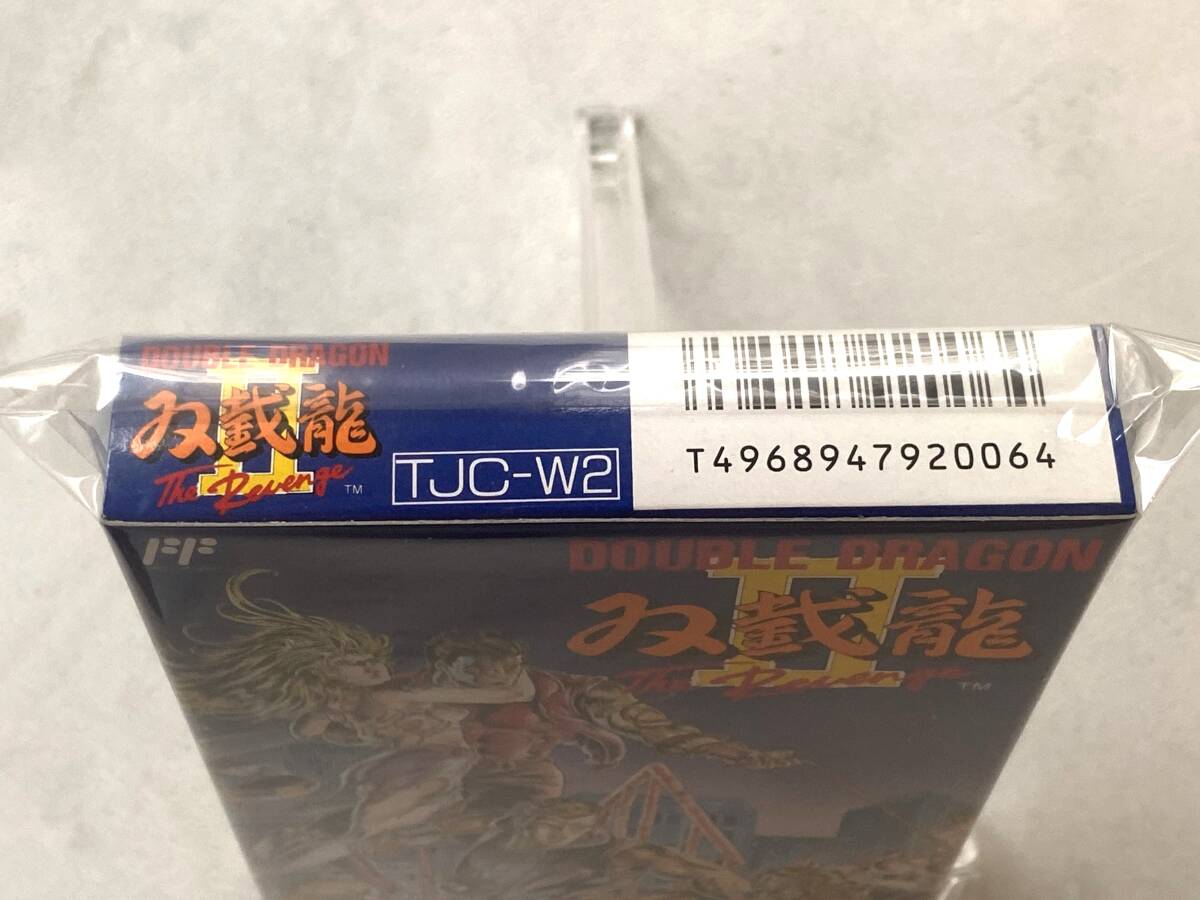 DOUBLE DRAGON
II
双截龍
The Revenge
TM
TJC-W2
T4968947920064
FF
DOUBLE DRAGON
II
双截龍
The Revenge
TM